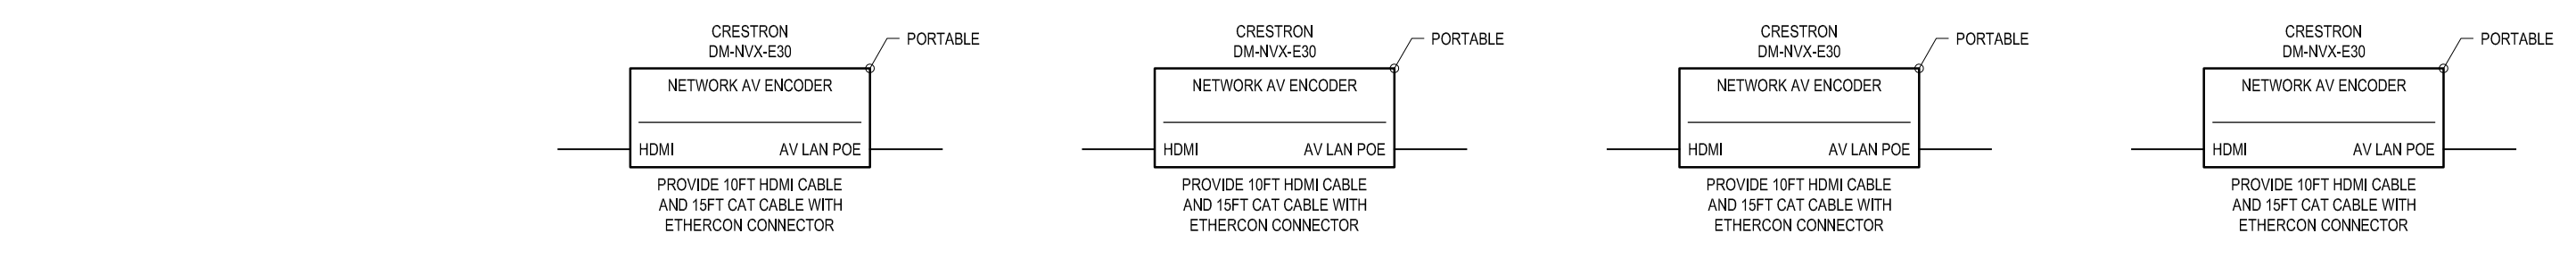 CRESTRON
DM-NVX-E30
PORTABLE
NETWORK AV ENCODER
HDMI AV LAN POE
PROVIDE 10FT HDMI CABLE
AND 15FT CAT CABLE WITH
ETHERCON CONNECTOR
CRESTRON
DM-NVX-E30
PORTABLE
NETWORK AV ENCODER
HDMI AV LAN POE
PROVIDE 10FT HDMI CABLE
AND 15FT CAT CABLE WITH
ETHERCON CONNECTOR
CRESTRON
DM-NVX-E30
PORTABLE
NETWORK AV ENCODER
HDMI AV LAN POE
PROVIDE 10FT HDMI CABLE
AND 15FT CAT CABLE WITH
ETHERCON CONNECTOR
CRESTRON
DM-NVX-E30
PORTABLE
NETWORK AV ENCODER
HDMI AV LAN POE
PROVIDE 10FT HDMI CABLE
AND 15FT CAT CABLE WITH
ETHERCON CONNECTOR